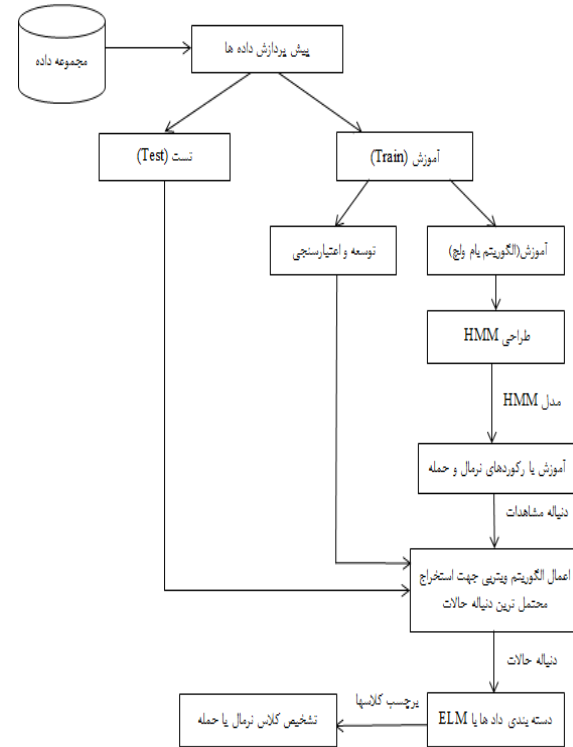 مجموعه داده
پیش پردازش داده ها
تست (Test)
آموزش (Train)
توسعه و اعتبارسنجی
آموزش(الگوریتم بام ولچ)
طراحی HMM
مدل HMM
آموزش با رکوردهای نرمال و حمله
دنباله مشاهدات
اعمال الگوریتم ویتربی جهت استخراج
محتمل ترین دنباله حالات
دنباله حالات
دسته بندی داد ها با ELM
برچسب کلاسها
تشخیص کلاس نرمال یا حمله